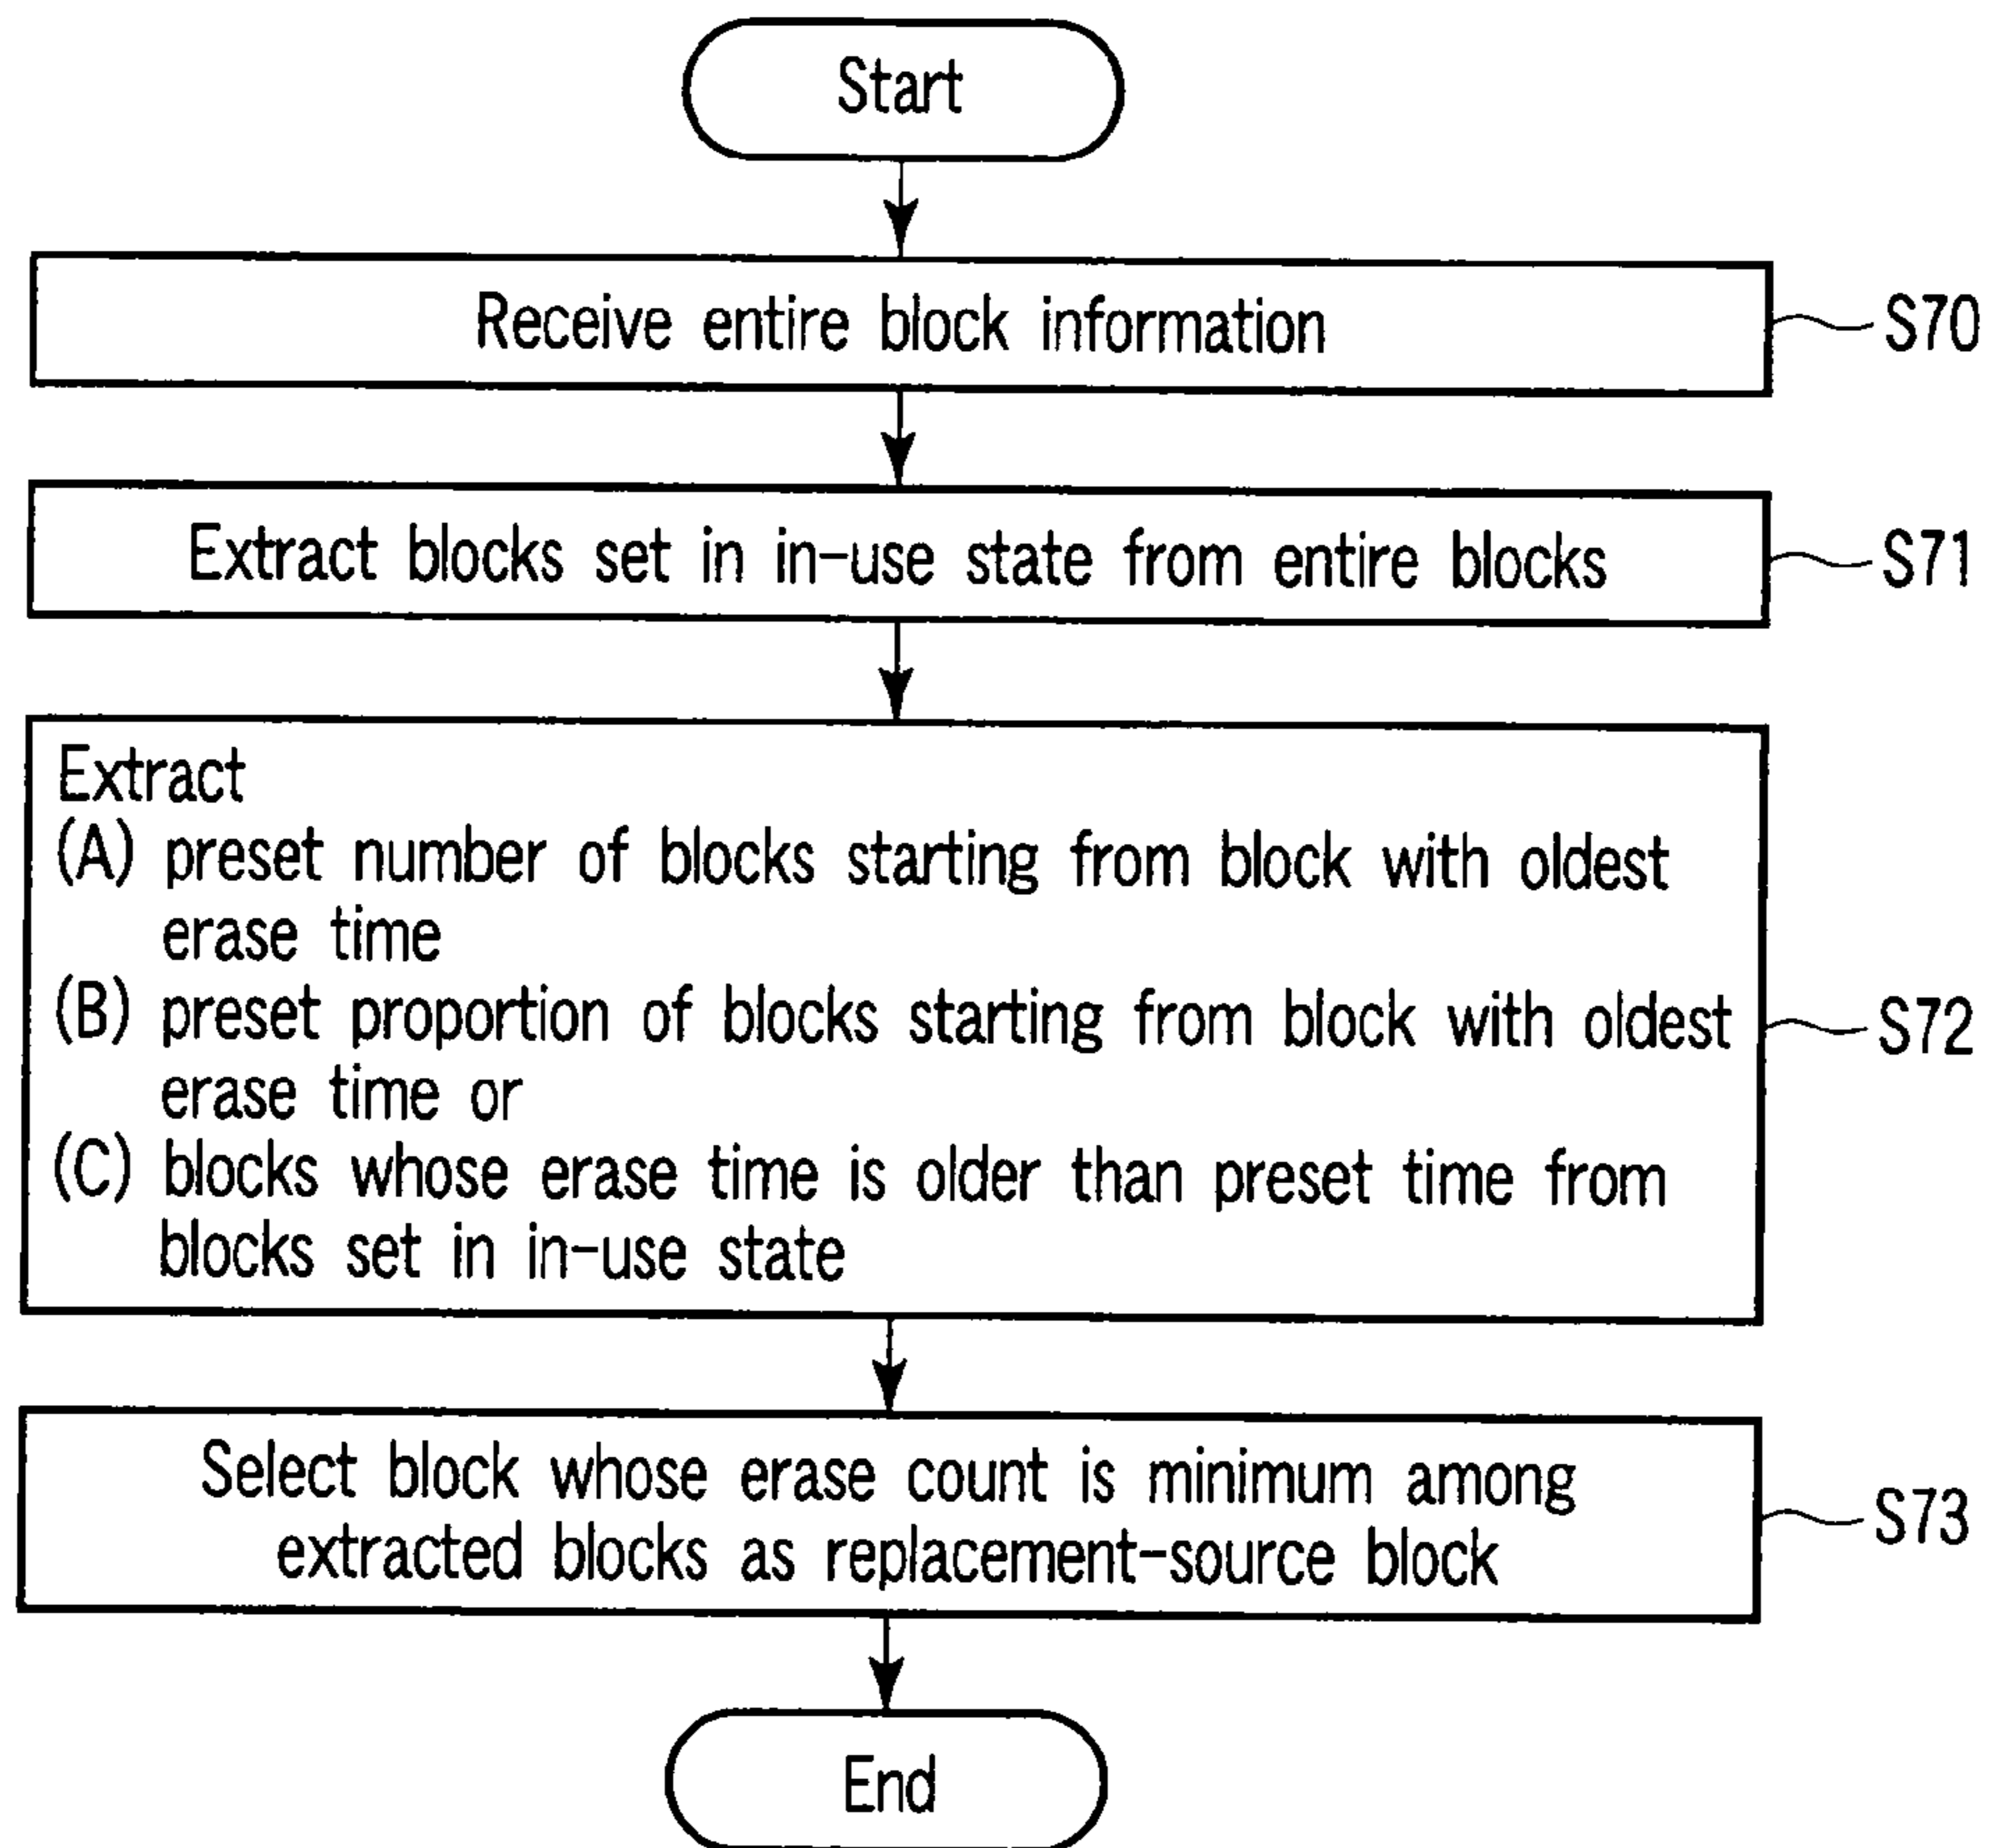 Start
Receive entire block information
S70
Extract blocks set in in-use state from entire blocks
S71
Extract
(A) preset number of blocks starting from block with oldest
erase time
(B) preset proportion of blocks starting from block with oldest
erase time or
(C) blocks whose erase time is older than preset time from
blocks set in in-use state
S72
Select block whose erase count is minimum among
extracted blocks as replacement-source block
S73
End